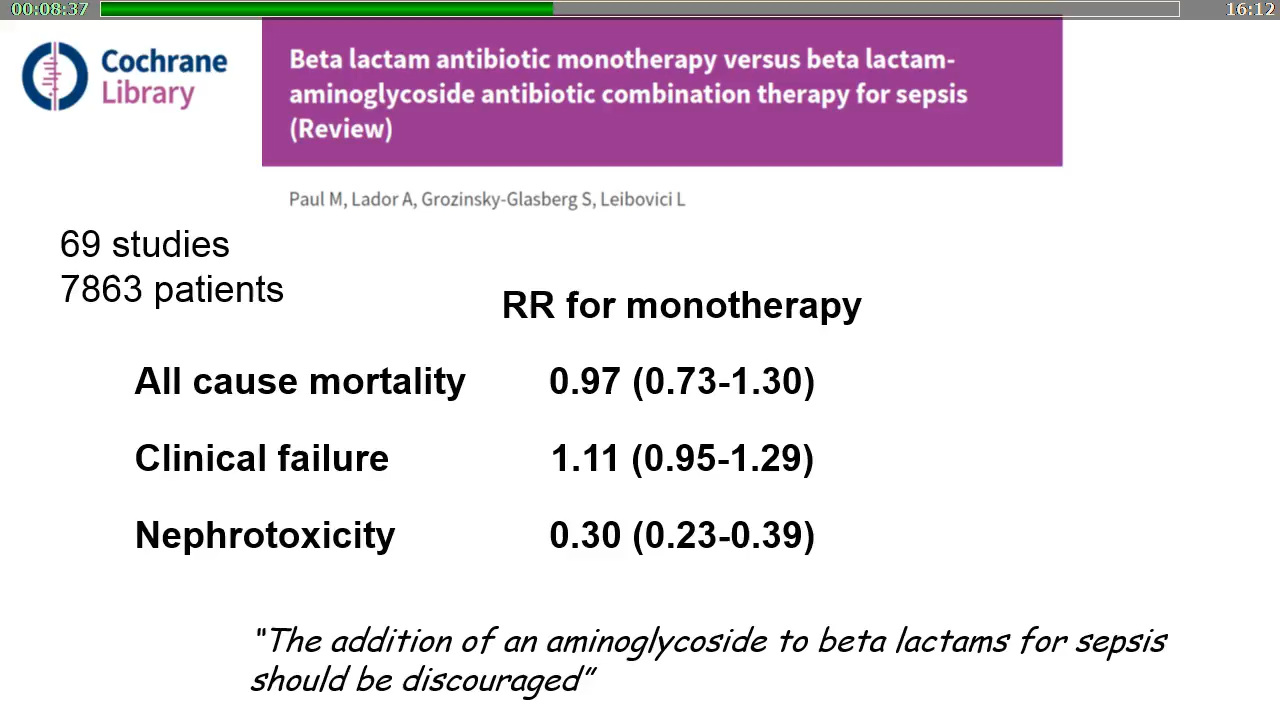 00:08:37
16:12
Cochrane
Library
Beta lactam antibiotic monotherapy versus beta lactam-
aminoglycoside antibiotic combination therapy for sepsis
(Review)
Paul M, Lador A, Grozinsky-Glasberg S, Leibovici L
69 studies
7863 patients
RR for monotherapy
All cause mortality 0.97 (0.73-1.30)
Clinical failure 1.11 (0.95-1.29)
Nephrotoxicity 0.30 (0.23-0.39)
"The addition of an aminoglycoside to beta lactams for sepsis
should be discouraged”